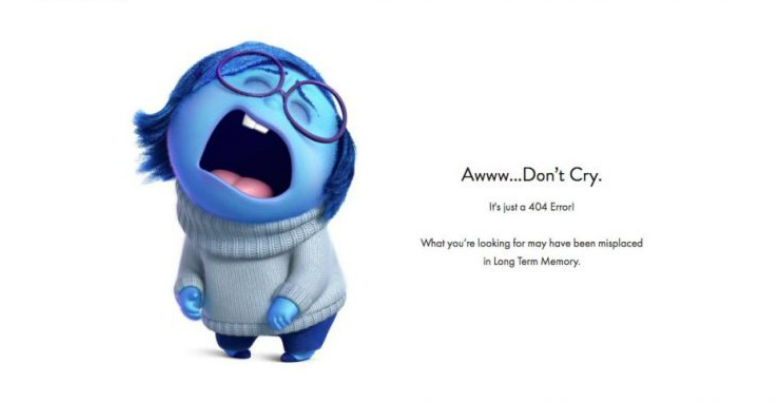 Awww...Don't Cry.
It's just a 404 Error!
What you're looking for may have been misplaced
in Long Term Memory.